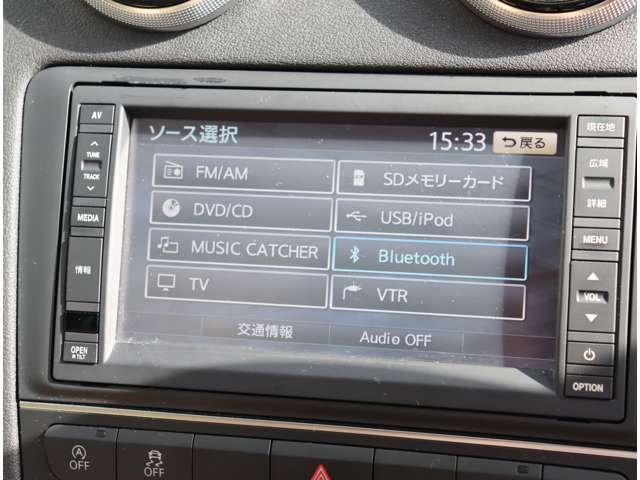 AV
TUNE
TRACK
MEDIA
情報
OPEN
TILT
ソース選択
15:33
戻る
FM/AM
SDメモリーカード
DVD/CD
USB/iPod
MUSIC CATCHER
Bluetooth
TV
VTR
交通情報
Audio OFF
現在地
広域
詳細
MENU
VOL
OPTION
A
OFF
OFF